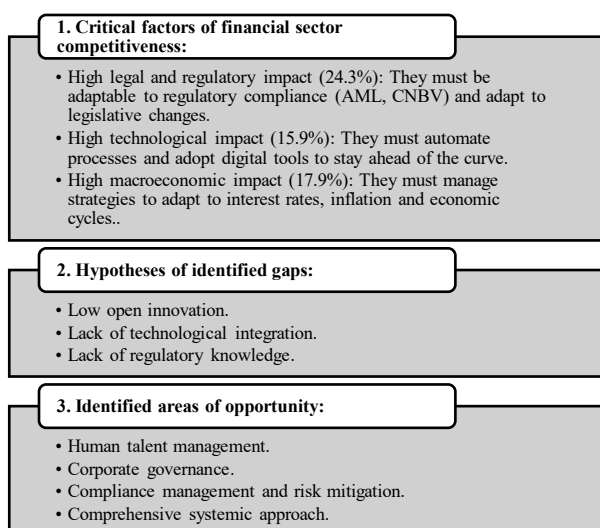 1. Critical factors of financial sector
competitiveness:
• High legal and regulatory impact (24.3%): They must be
adaptable to regulatory compliance (AML, CNBV) and adapt to
legislative changes.
• High technological impact (15.9%): They must automate
processes and adopt digital tools to stay ahead of the curve.
• High macroeconomic impact (17.9%): They must manage
strategies to adapt to interest rates, inflation and economic
cycles..
2. Hypotheses of identified gaps:
• Low open innovation.
• Lack of technological integration.
• Lack of regulatory knowledge.
3. Identified areas of opportunity:
• Human talent management.
• Corporate governance.
• Compliance management and risk mitigation.
• Comprehensive systemic approach.